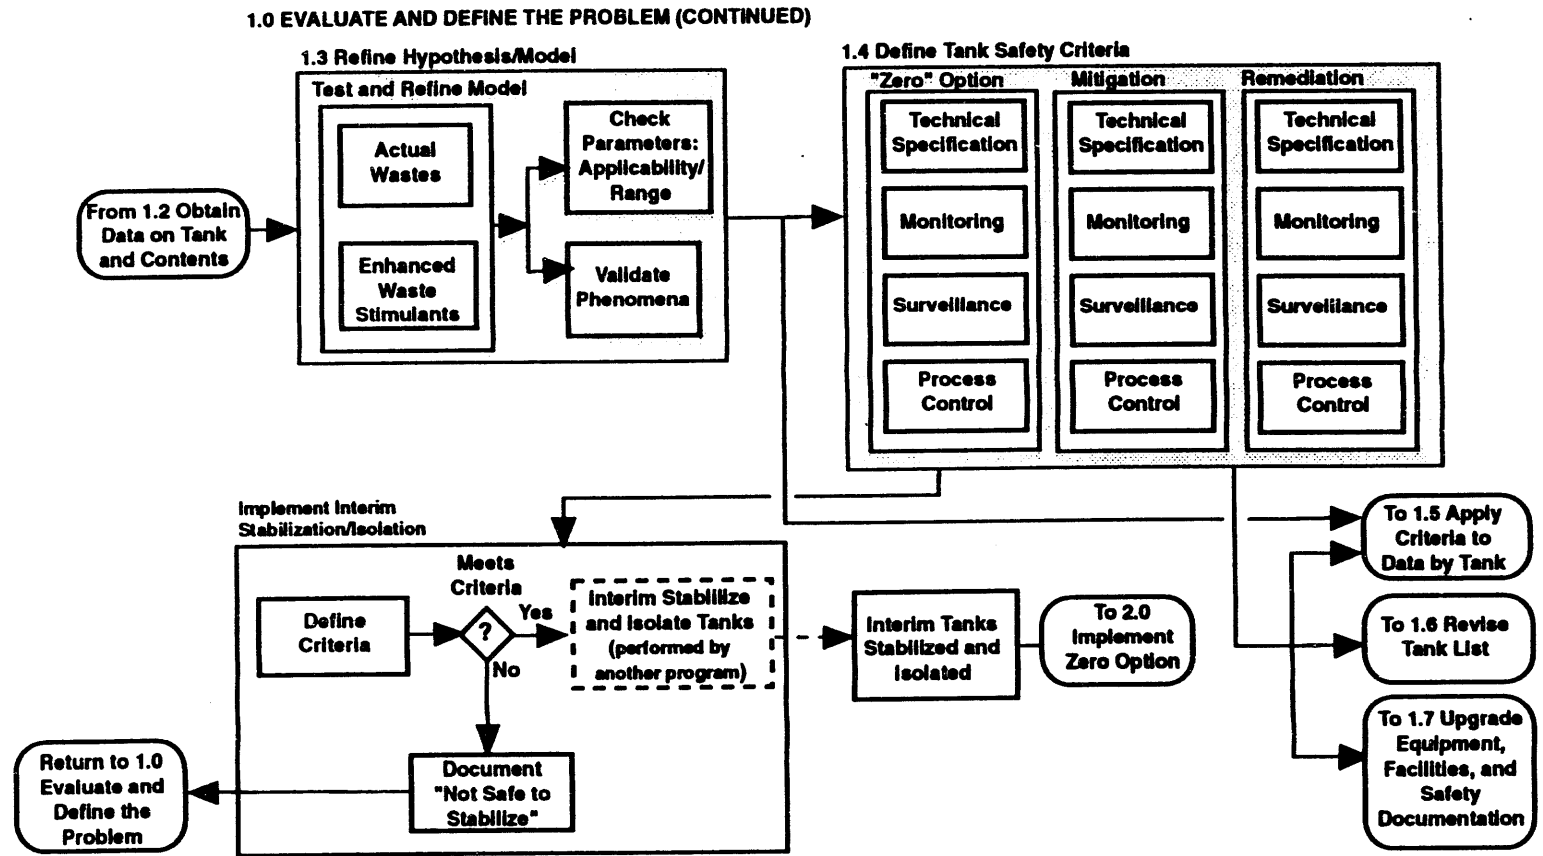 1.0 EVALUATE AND DEFINE THE PROBLEM (CONTINUED)
1.3 Refine Hypothesis/Model
Test and Refine Model
Actual
Wastes
Enhanced
Waste
Stimulants
Check
Parameters:
Applicability/
Range
Validate
Phenomena
From 1.2 Obtain
Data on Tank
and Contents
1.4 Define Tank Safety Criteria
"Zero" Option
Technical
Specification
Monitoring
Surveillance
Process
Control
Mitigation
Technical
Specification
Monitoring
Surveillance
Process
Control
Remediation
Technical
Specification
Monitoring
Surveillance
Process
Control
Implement Interim
Stabilization/Isolation
Define
Criteria
Meets
Criteria
?
Yes
No
Interim Stabilize
and Isolate Tanks
(performed by
another program)
Document
"Not Safe to
Stabilize"
Return to 1.0
Evaluate and
Define the
Problem
Interim Tanks
Stabilized and
Isolated
To 2.0
Implement
Zero Option
To 1.5 Apply
Criteria to
Data by Tank
To 1.6 Revise
Tank List
To 1.7 Upgrade
Equipment,
Facilities, and
Safety
Documentation